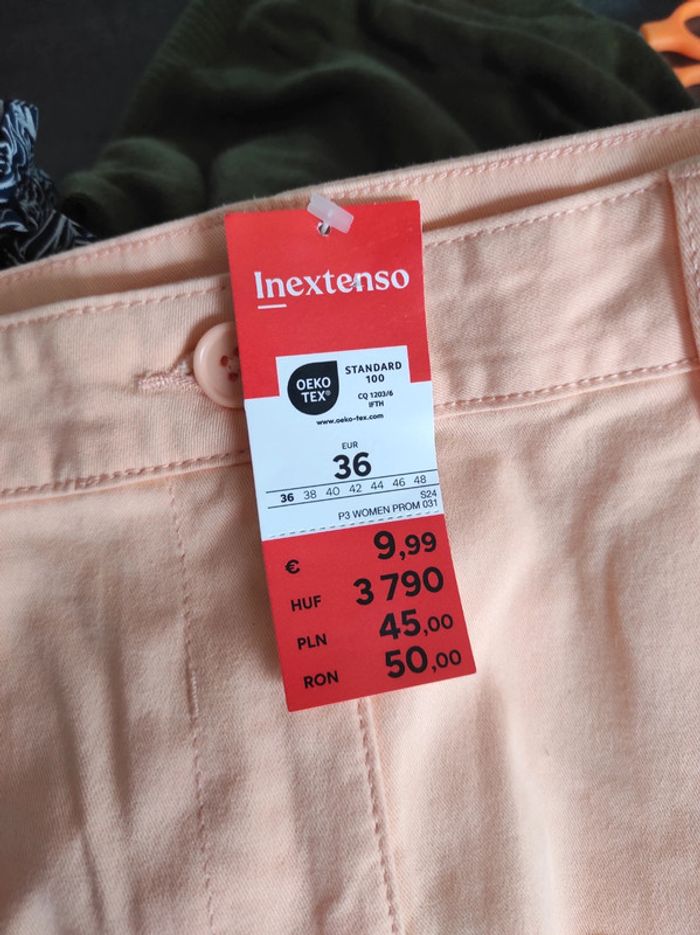 Inextenso
OEKO
TEX®
STANDARD
100
CQ 1203/6
IFTH
www.oeko-tex.com
EUR
36
36 38 40 42 44 46 48
S24
P3 WOMEN PROM 031
€ 9,99
HUF 3 790
PLN 45,00
RON 50,00